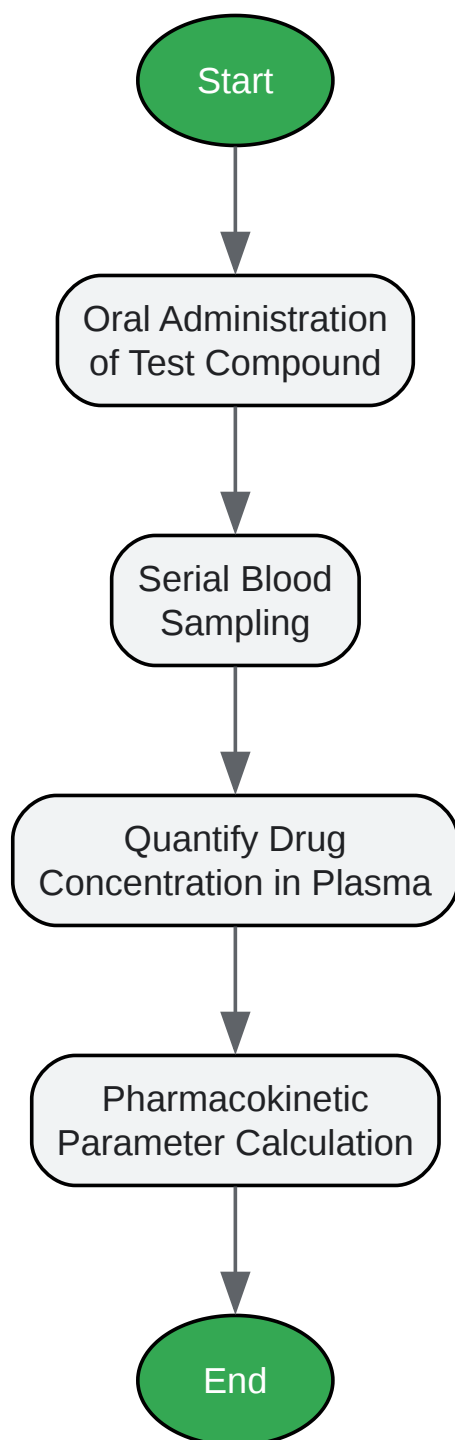 Start
Oral Administration
of Test Compound
Serial Blood
Sampling
Quantify Drug
Concentration in Plasma
Pharmacokinetic
Parameter Calculation
End